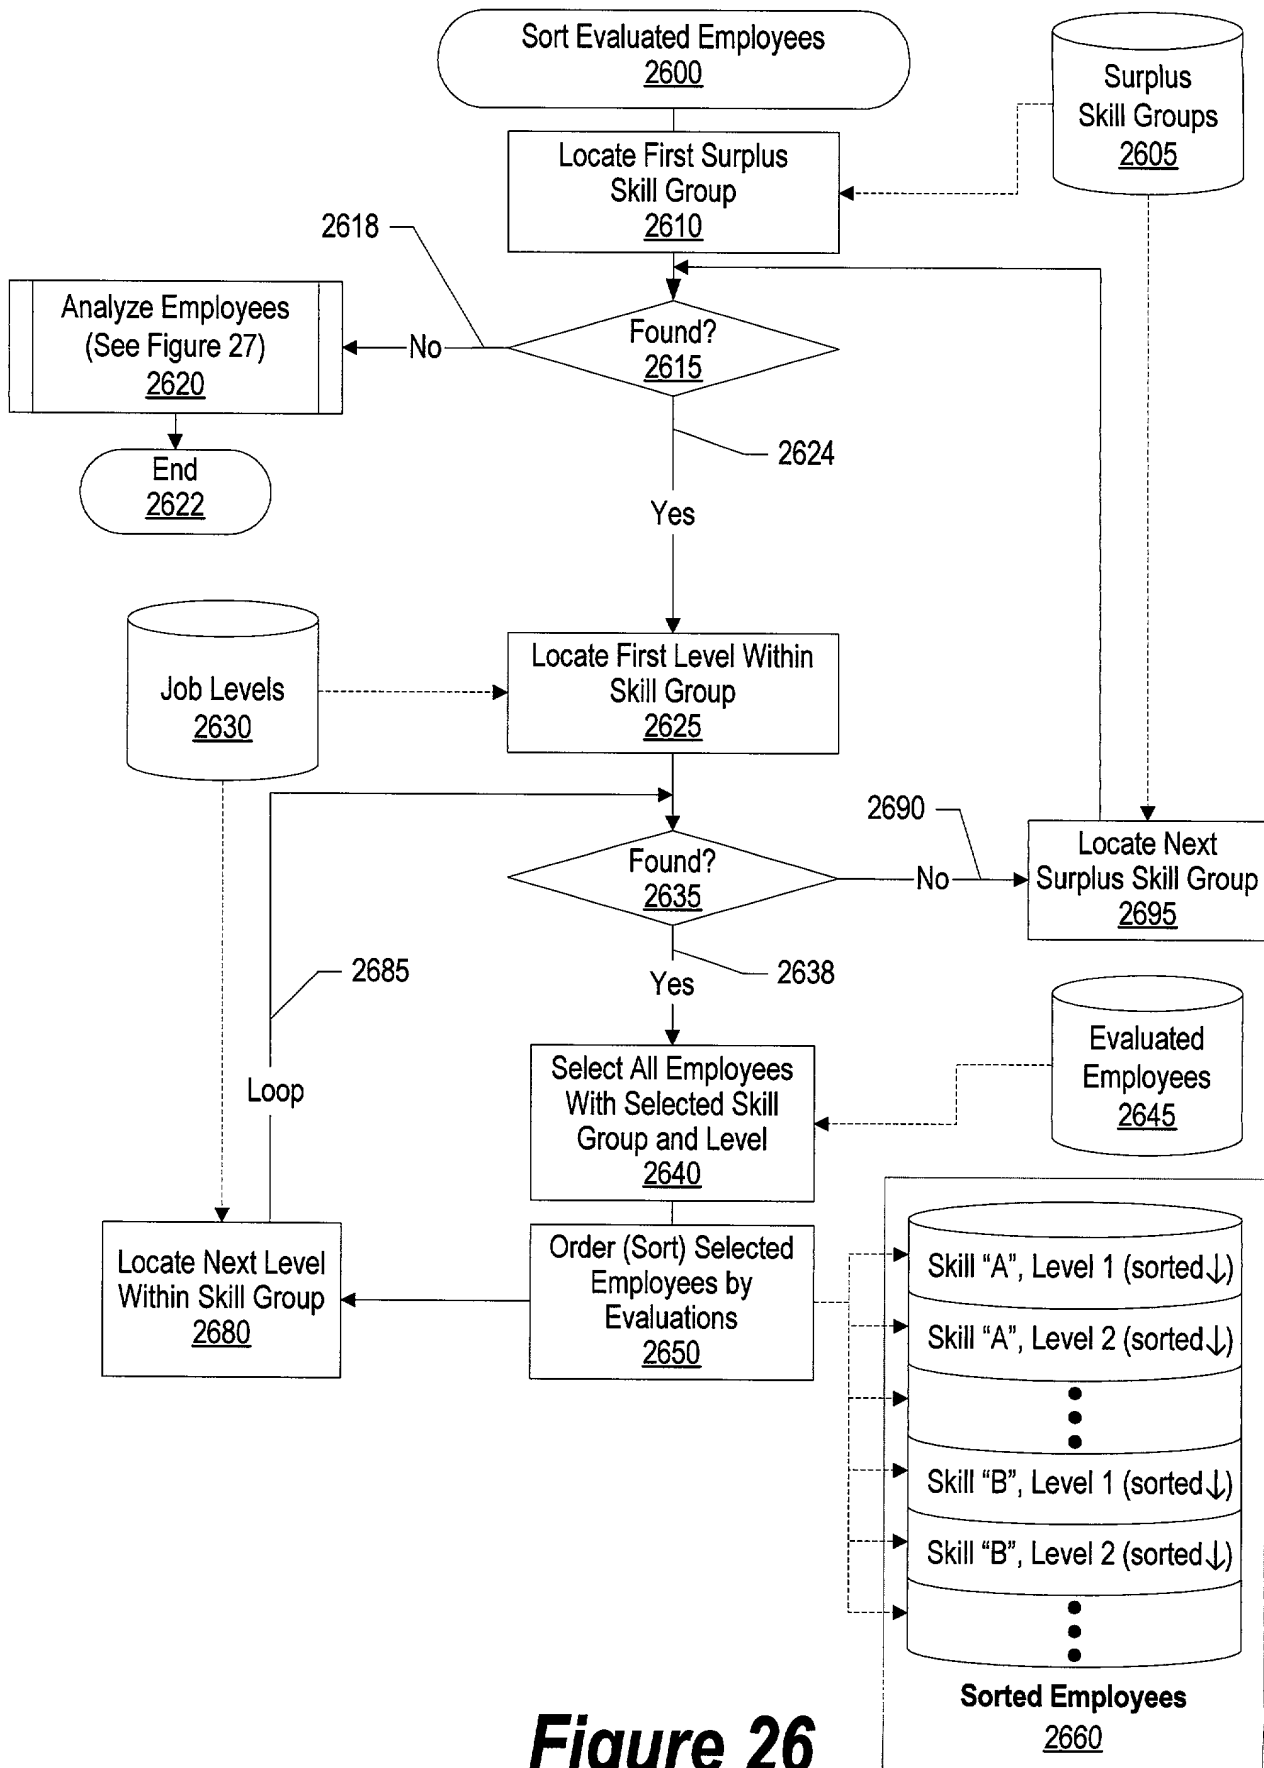 Sort Evaluated Employees
2600
Surplus
Skill Groups
2605
Locate First Surplus
Skill Group
2610
2618
Analyze Employees
(See Figure 27)
2620
No
Found?
2615
End
2622
2624
Yes
Job Levels
2630
Locate First Level Within
Skill Group
2625
2690
Found?
2635
No
Locate Next
Surplus Skill Group
2695
2685
2638
Yes
Loop
Select All Employees
With Selected Skill
Group and Level
2640
Evaluated
Employees
2645
Locate Next Level
Within Skill Group
2680
Order (Sort) Selected
Employees by
Evaluations
2650
Skill “A”, Level 1 (sorted↓)
Skill “A”, Level 2 (sorted↓)
Skill “B”, Level 1 (sorted↓)
Skill “B”, Level 2 (sorted↓)
Sorted Employees
2660
Figure 26